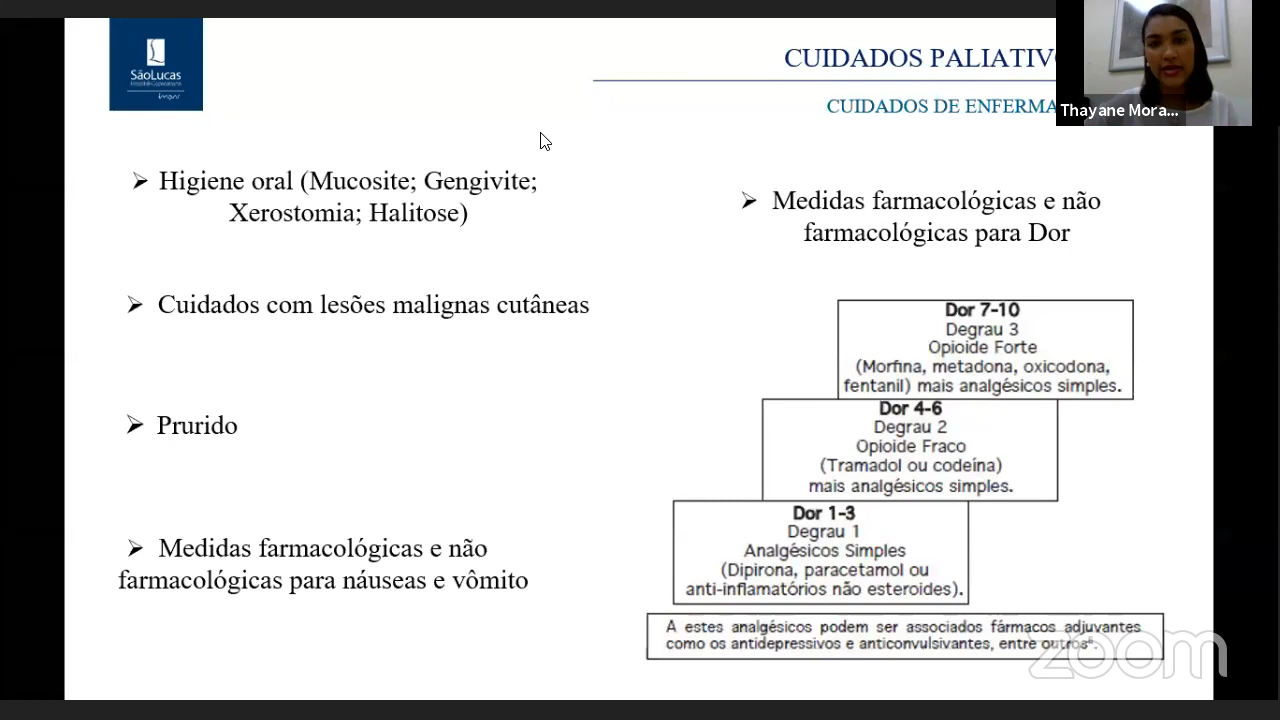 SãoLucas
CUIDADOS PALIATIVO
CUIDADOS DE ENFERMA
Thayane Mora...
➢ Higiene oral (Mucosite; Gengivite;
Xerostomia; Halitose)
➢ Cuidados com lesões malignas cutâneas
➢ Prurido
➢ Medidas farmacológicas e não
farmacológicas para náuseas e vômito
➢ Medidas farmacológicas e não
farmacológicas para Dor
Dor 7-10
Degrau 3
Opioide Forte
(Morfina, metadona, oxicodona,
fentanil) mais analgésicos simples.
Dor 4-6
Degrau 2
Opioide Fraco
(Tramadol ou codeína)
mais analgésicos simples.
Dor 1-3
Degrau 1
Analgésicos Simples
(Dipirona, paracetamol ou
anti-inflamatórios não esteroides).
A estes analgésicos podem ser associados fármacos adjuvantes
como os antidepressivos e anticonvulsivantes, entre outros⁶.
zoom